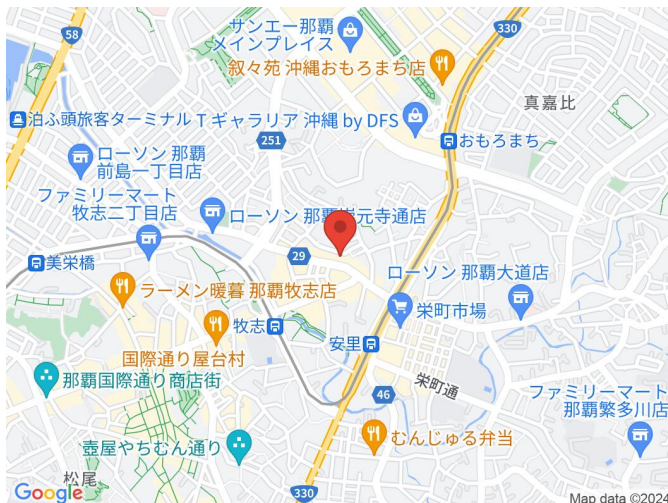 58
サンエー那覇
メインプレイス
330
叙々苑 沖縄おもろまち店
真嘉比
泊ふ頭旅客ターミナル
T ギャラリア 沖縄 by DFS
251
おもろまち
ローソン 那覇
前島一丁目店
ファミリーマート
牧志二丁目店
ローソン 那覇崇元寺通店
美栄橋
29
ローソン 那覇大道店
ラーメン暖暮 那覇牧志店
栄町市場
牧志
安里
国際通り屋台村
那覇国際通り商店街
46
栄町通
ファミリーマート
那覇繁多川店
壺屋やちむん通り
むんじゅる弁当
松尾
Google
330
Map data ©2024